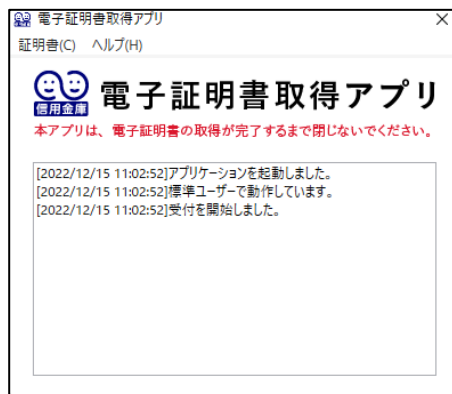 電子証明書取得アプリ
証明書(C) ヘルプ(H)
信用金庫
電子証明書取得アプリ
本アプリは、電子証明書の取得が完了するまで閉じないでください。
[2022/12/15 11:02:52]アプリケーションを起動しました。
[2022/12/15 11:02:52]標準ユーザーで動作しています。
[2022/12/15 11:02:52]受付を開始しました。